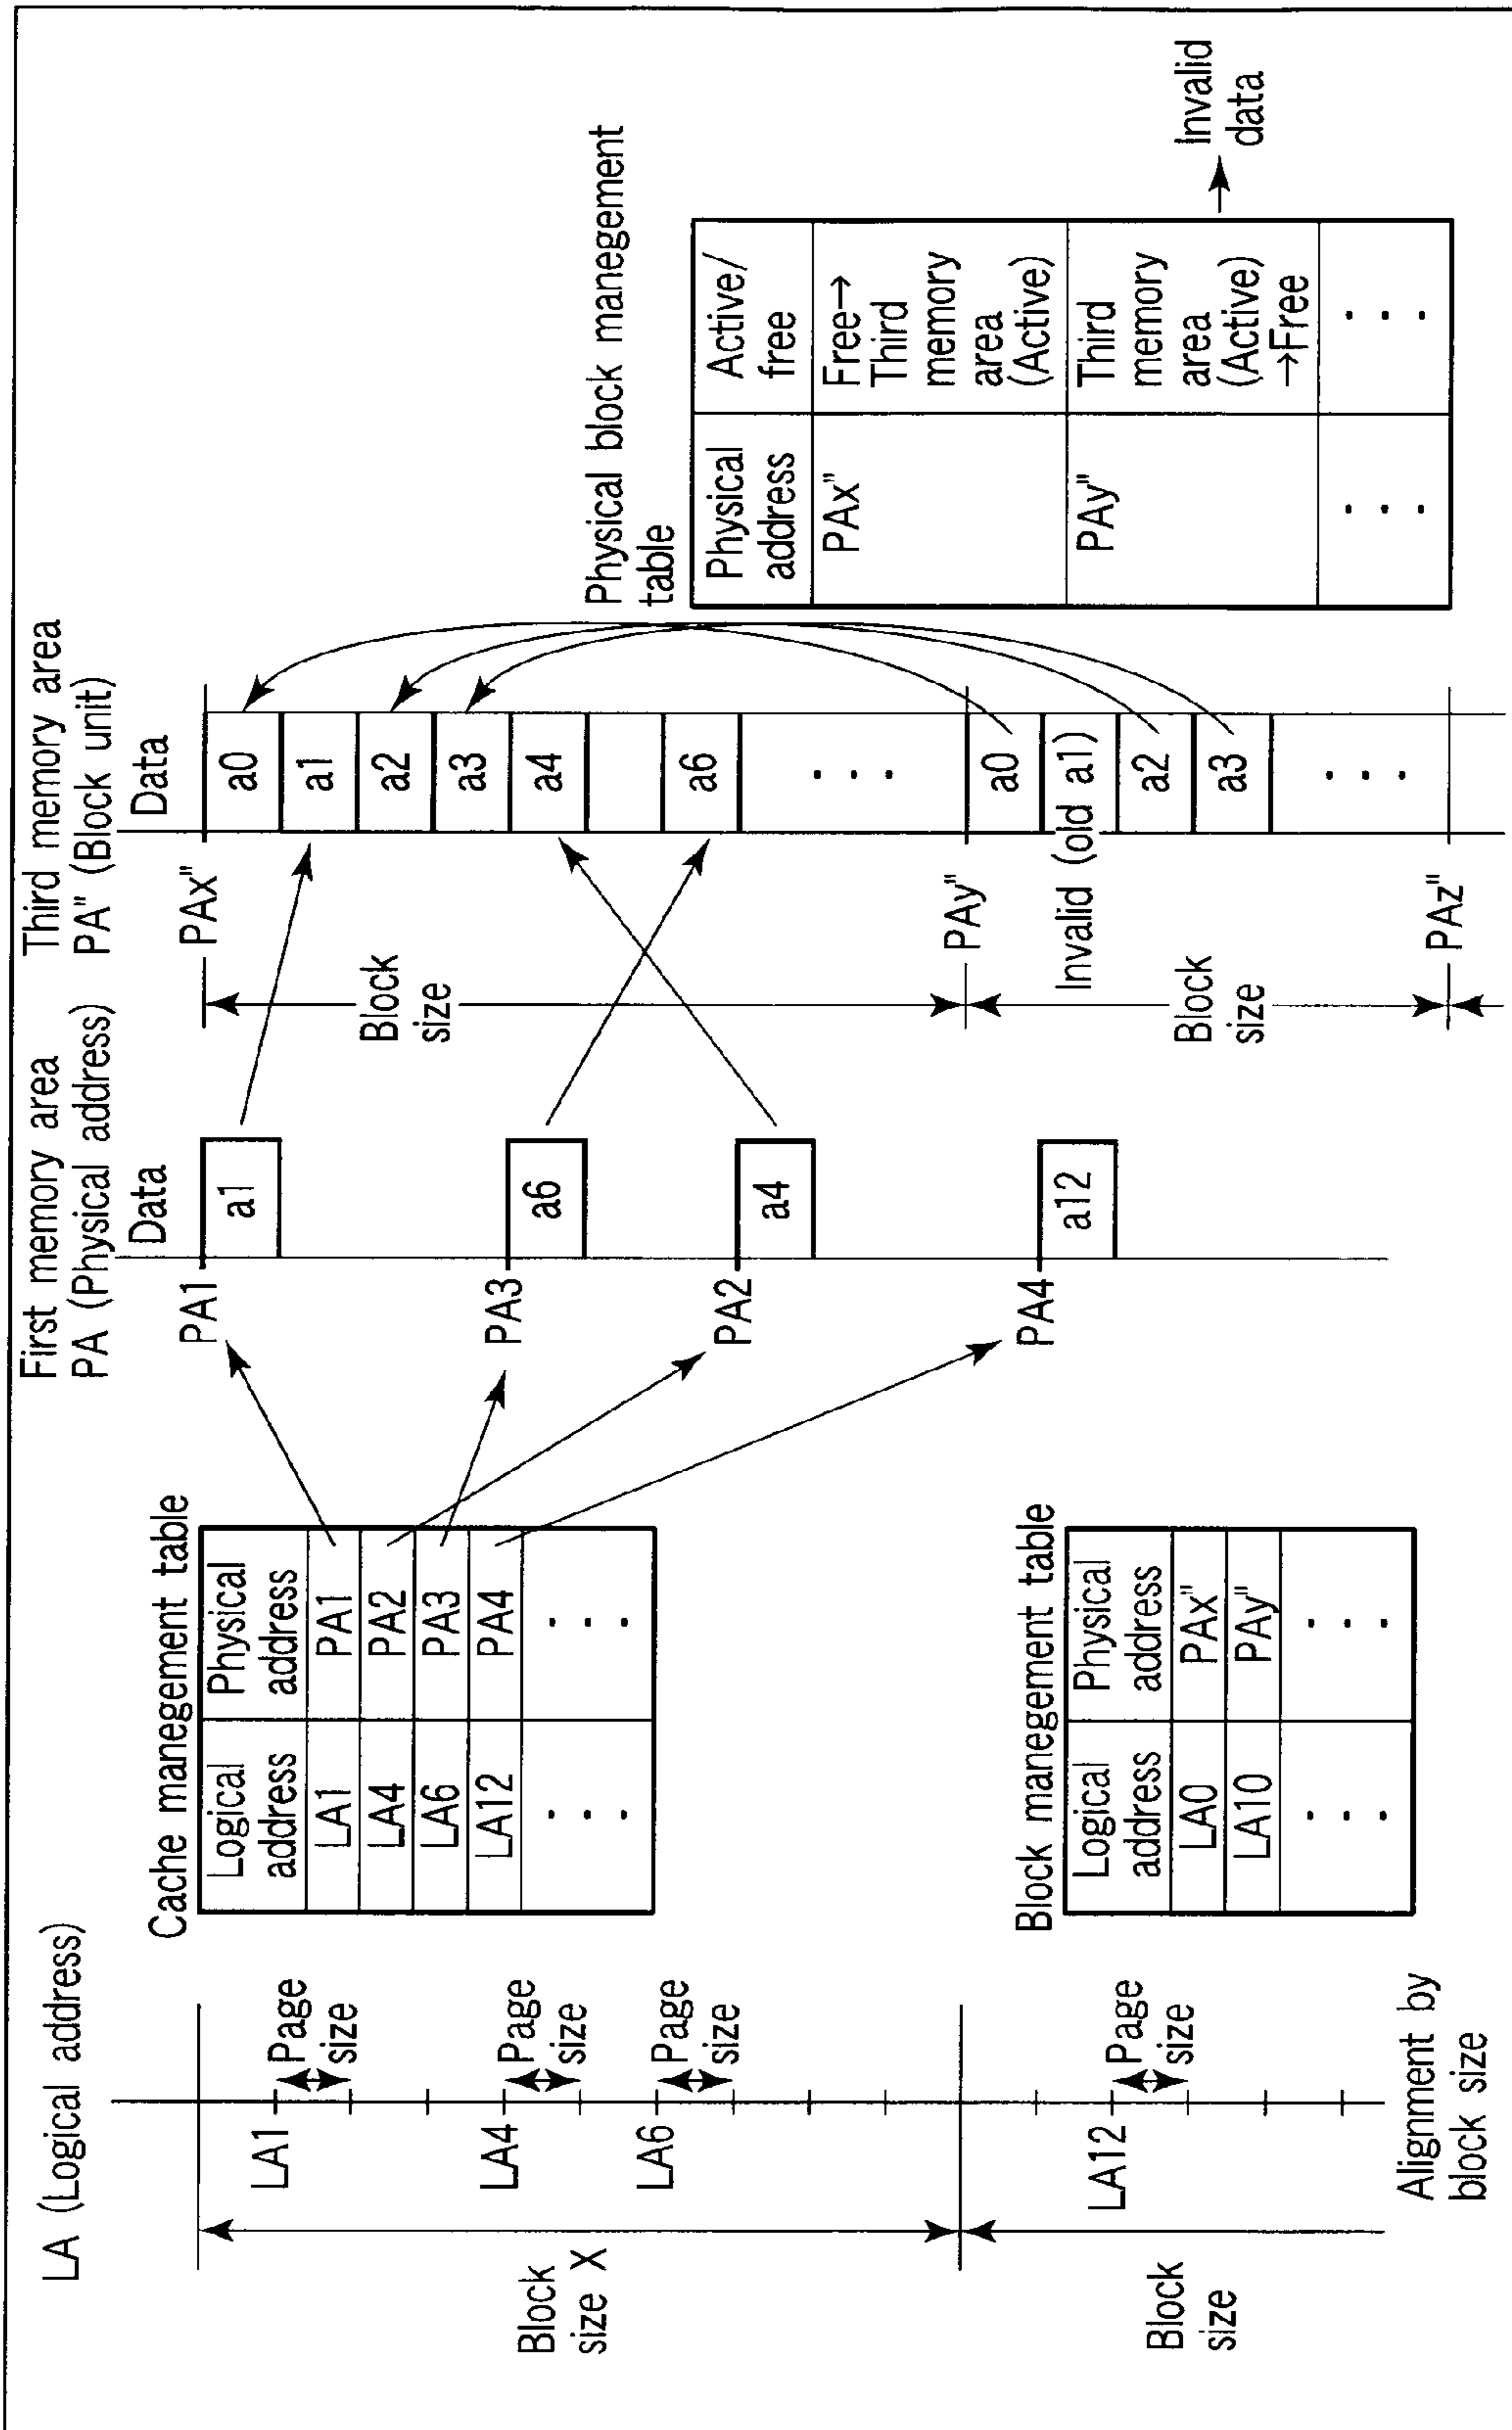 LA (Logical address)
Block
size X
Block
size
LA1
LA4
LA6
LA12
Page
size
Page
size
Page
size
Page
size
Alignment by
block size
Cache manegement table
Logical
address
Physical
address
LA1
PA1
LA4
PA2
LA6
PA3
LA12
PA4
. . .
. . .
Block manegement table
Logical
address
Physical
address
LA0
PAx"
LA10
PAy"
. . .
. . .
First memory area
PA (Physical address)
Data
PA1
a1
PA3
a6
PA2
a4
PA4
a12
Third memory area
PA" (Block unit)
Data
PAx"
Block
size
PAy"
Invalid (old a1)
Block
size
PAz"
a0
a1
a2
a3
a4
a6
. . .
a0
a2
a3
. . .
Physical block manegement
table
Physical
address
Active/
free
PAx"
Free→
Third
memory
area
(Active)
PAy"
Third
memory
area
(Active)
→Free
. . .
. . .
Invalid
data